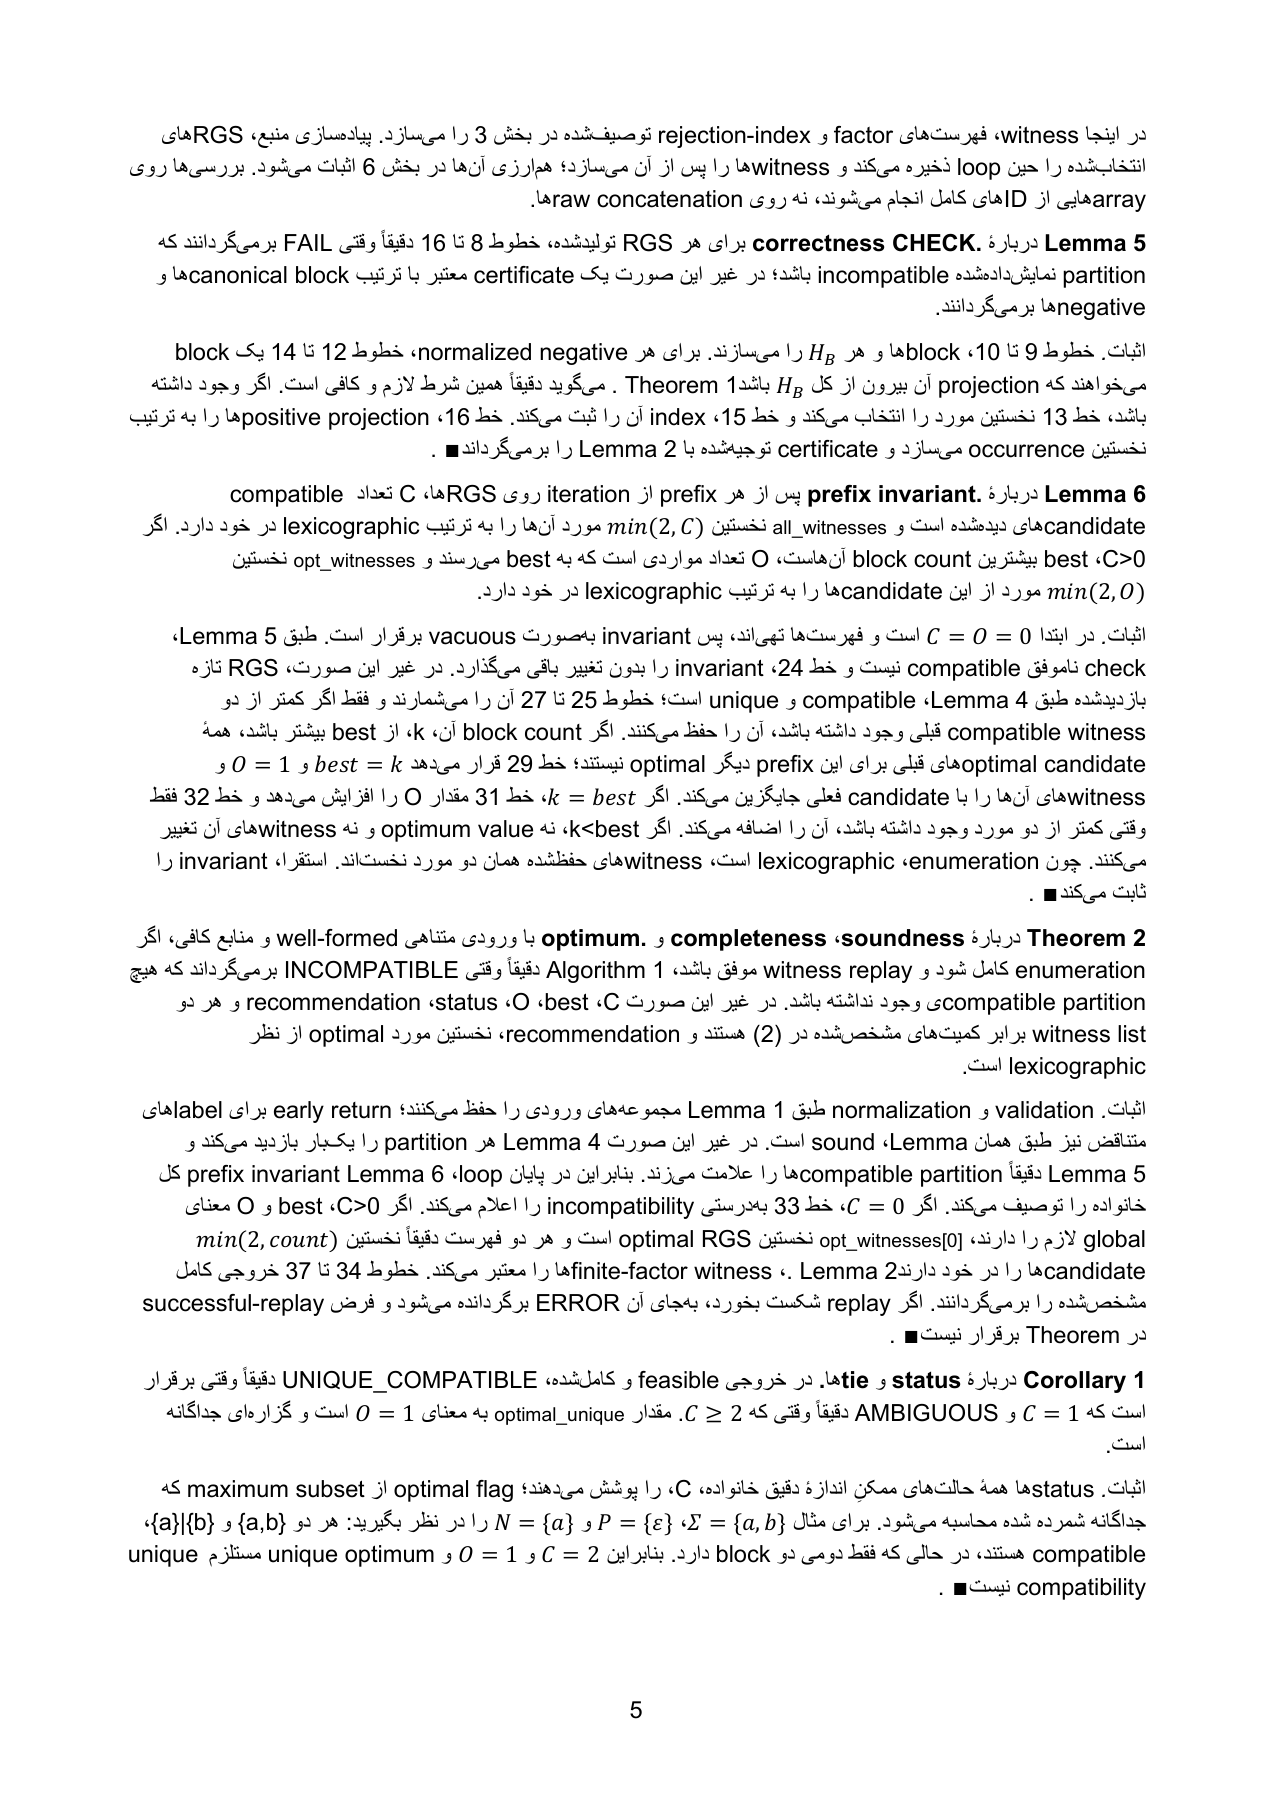 در اینجا witness، فهرست‌های factor و rejection-index توصیف‌شده در بخش 3 را می‌سازد. پیاده‌سازی منبع، RGSهای
انتخاب‌شده را حین loop ذخیره می‌کند و witnessها را پس از آن می‌سازد؛ هم‌ارزی آن‌ها در بخش 6 اثبات می‌شود. بررسی‌ها روی
arrayهایی از IDهای کامل انجام می‌شوند، نه روی raw concatenationها.
Lemma 5 دربارهٔ correctness CHECK. برای هر RGS تولیدشده، خطوط 8 تا 16 دقیقاً وقتی FAIL برمی‌گردانند که
partition نمایش‌داده‌شده incompatible باشد؛ در غیر این صورت یک certificate معتبر با ترتیب canonical blockها و
negativeها برمی‌گردانند.
اثبات. خطوط 9 تا 10، blockها و هر H_B را می‌سازند. برای هر normalized negative، خطوط 12 تا 14 یک block
می‌خواهند که projection آن بیرون از کل H_B باشد‎Theorem 1 . می‌گوید دقیقاً همین شرط لازم و کافی است. اگر وجود داشته
باشد، خط 13 نخستین مورد را انتخاب می‌کند و خط 15، index آن را ثبت می‌کند. خط 16، positive projectionها را به ترتیب
نخستین occurrence می‌سازد و certificate توجیه‌شده با Lemma 2 را برمی‌گرداند■ .
Lemma 6 دربارهٔ prefix invariant. پس از هر prefix از iteration روی RGSها، C تعداد compatible
candidateهای دیده‌شده است و all_witnesses نخستین min(2, C) مورد آن‌ها را به ترتیب lexicographic در خود دارد. اگر
C>0، best بیشترین block count آن‌هاست، O تعداد مواردی است که به best می‌رسند و opt_witnesses نخستین
min(2, O) مورد از این candidateها را به ترتیب lexicographic در خود دارد.
اثبات. در ابتدا C = O = 0 است و فهرست‌ها تهی‌اند، پس invariant به‌صورت vacuous برقرار است. طبق Lemma 5،
check ناموفق compatible نیست و خط 24، invariant را بدون تغییر باقی می‌گذارد. در غیر این صورت، RGS تازه
بازدیدشده طبق Lemma 4، compatible و unique است؛ خطوط 25 تا 27 آن را می‌شمارند و فقط اگر کمتر از دو
compatible witness قبلی وجود داشته باشد، آن را حفظ می‌کنند. اگر block count آن، k، از best بیشتر باشد، همهٔ
optimal candidateهای قبلی برای این prefix دیگر optimal نیستند؛ خط 29 قرار می‌دهد best = k و O = 1 و
witnessهای آن‌ها را با candidate فعلی جایگزین می‌کند. اگر k = best، خط 31 مقدار O را افزایش می‌دهد و خط 32 فقط
وقتی کمتر از دو مورد وجود داشته باشد، آن را اضافه می‌کند. اگر k<best، نه optimum value و نه witnessهای آن تغییر
می‌کنند. چون enumeration، lexicographic است، witnessهای حفظ‌شده همان دو مورد نخست‌اند. استقرا، invariant را
ثابت می‌کند■ .
Theorem 2 دربارهٔ soundness، completeness و optimum. با ورودی متناهی well-formed و منابع کافی، اگر
enumeration کامل شود و witness replay موفق باشد، Algorithm 1 دقیقاً وقتی INCOMPATIBLE برمی‌گرداند که هیچ
compatible partitionی وجود نداشته باشد. در غیر این صورت C، best، O، status، recommendation و هر دو
witness list برابر کمیت‌های مشخص‌شده در (2) هستند و recommendation، نخستین مورد optimal از نظر
lexicographic است.
اثبات. validation و normalization طبق Lemma 1 مجموعه‌های ورودی را حفظ می‌کنند؛ early return برای labelهای
متناقض نیز طبق همان Lemma، sound است. در غیر این صورت Lemma 4 هر partition را یک‌بار بازدید می‌کند و
Lemma 5 دقیقاً compatible partitionها را علامت می‌زند. بنابراین در پایان loop، prefix invariant Lemma 6 کل
خانواده را توصیف می‌کند. اگر C = 0، خط 33 به‌درستی incompatibility را اعلام می‌کند. اگر C>0، best و O معنای
global لازم را دارند، opt_witnesses[0] نخستین optimal RGS است و هر دو فهرست دقیقاً نخستین min(2, count)
candidateها را در خود دارند‎Lemma 2 .، finite-factor witnessها را معتبر می‌کند. خطوط 34 تا 37 خروجی کامل
مشخص‌شده را برمی‌گردانند. اگر replay شکست بخورد، به‌جای آن ERROR برگردانده می‌شود و فرض successful-replay
در Theorem برقرار نیست■ .
Corollary 1 دربارهٔ status و tieها. در خروجی feasible و کامل‌شده، UNIQUE_COMPATIBLE دقیقاً وقتی برقرار
است که C = 1 و AMBIGUOUS دقیقاً وقتی که C ≥ 2. مقدار optimal_unique به معنای O = 1 است و گزاره‌ای جداگانه
است.
اثبات. statusها همهٔ حالت‌های ممکنِ اندازهٔ دقیق خانواده، C، را پوشش می‌دهند؛ optimal flag از maximum subset که
جداگانه شمرده شده محاسبه می‌شود. برای مثال Σ = {a, b}، P = {ε} و N = {a} را در نظر بگیرید: هر دو {a,b} و {a}|{b}،
compatible هستند، در حالی که فقط دومی دو block دارد. بنابراین C = 2 و O = 1 و unique optimum مستلزم unique
compatibility نیست■ .
5